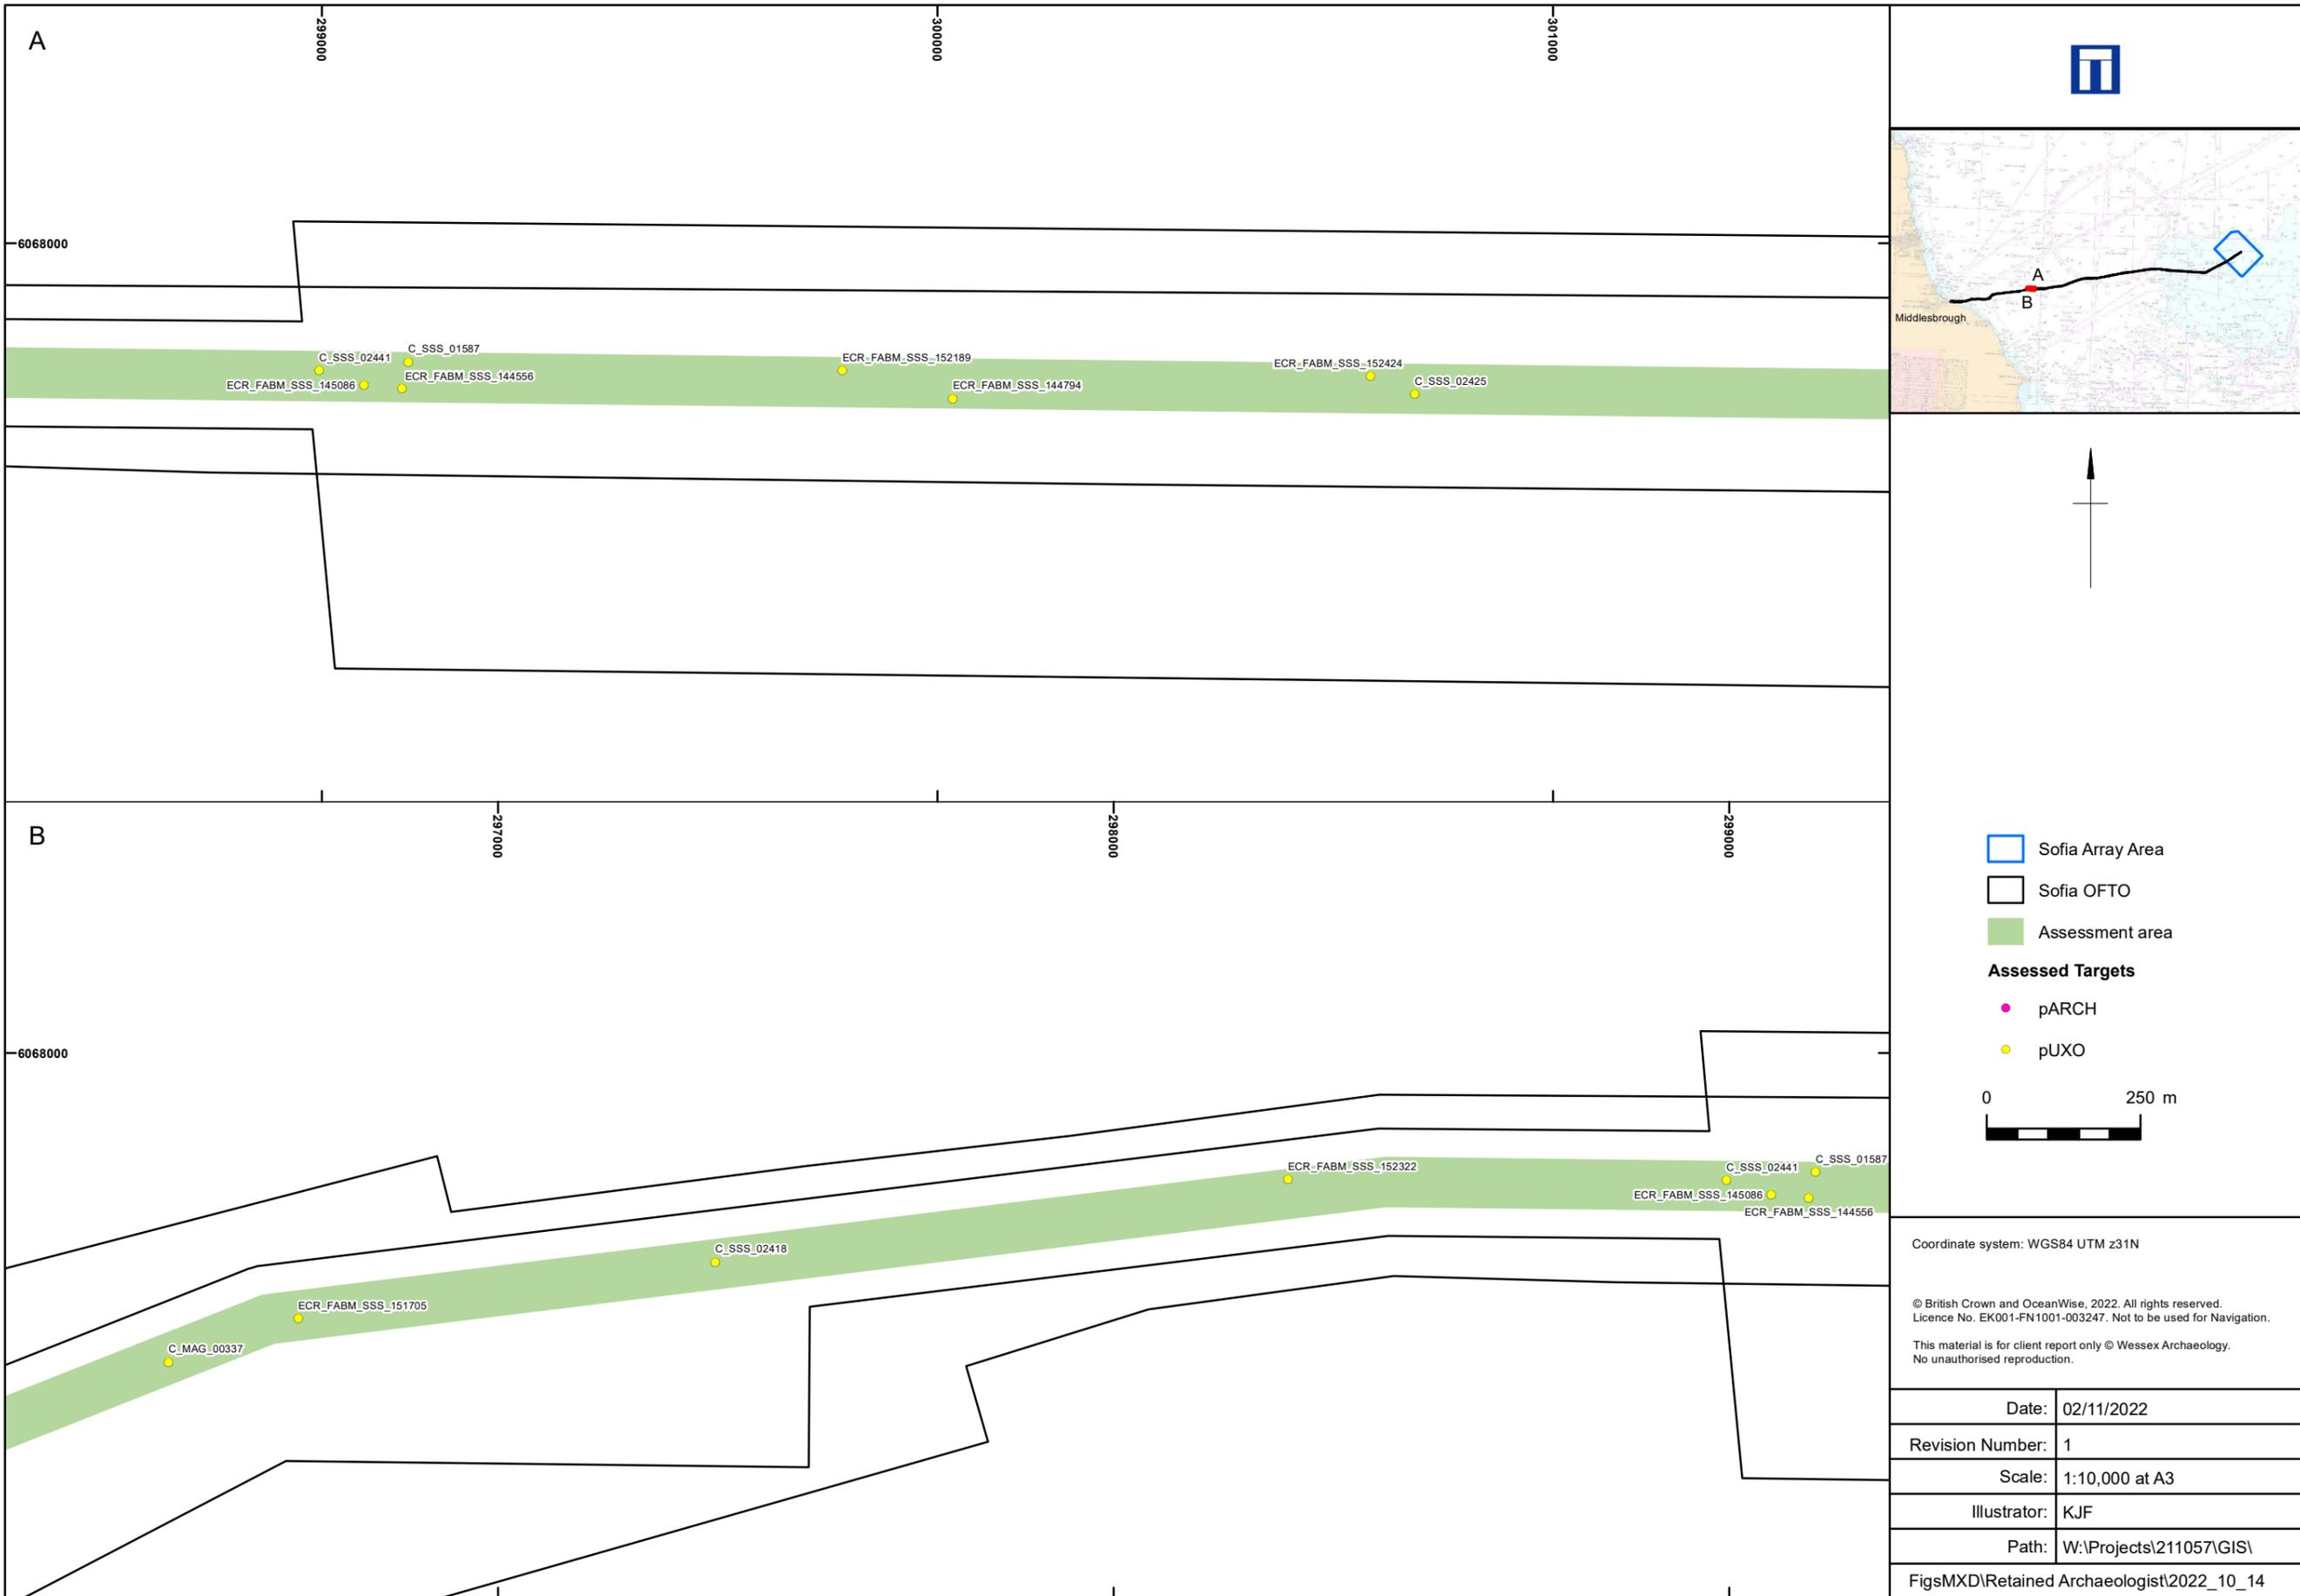 A
299000
300000
301000
6068000
C_SSS_02441
C_SSS_01587
ECR_FABM_SSS_145086
ECR_FABM_SSS_144556
ECR_FABM_SSS_152189
ECR_FABM_SSS_144794
ECR_FABM_SSS_152424
C_SSS_02425
B
297000
298000
299000
6068000
ECR_FABM_SSS_152322
C_SSS_02441
C_SSS_01587
ECR_FABM_SSS_145086
ECR_FABM_SSS_144556
C_SSS_02418
ECR_FABM_SSS_151705
C_MAG_00337
A
B
Middlesbrough
Sofia Array Area
Sofia OFTO
Assessment area
Assessed Targets
pARCH
pUXO
0 250 m
Coordinate system: WGS84 UTM z31N
© British Crown and OceanWise, 2022. All rights reserved.
Licence No. EK001-FN1001-003247. Not to be used for Navigation.
This material is for client report only © Wessex Archaeology.
No unauthorised reproduction.
Date: 02/11/2022
Revision Number: 1
Scale: 1:10,000 at A3
Illustrator: KJF
Path: W:\Projects\211057\GIS\
FigsMXD\Retained Archaeologist\2022_10_14